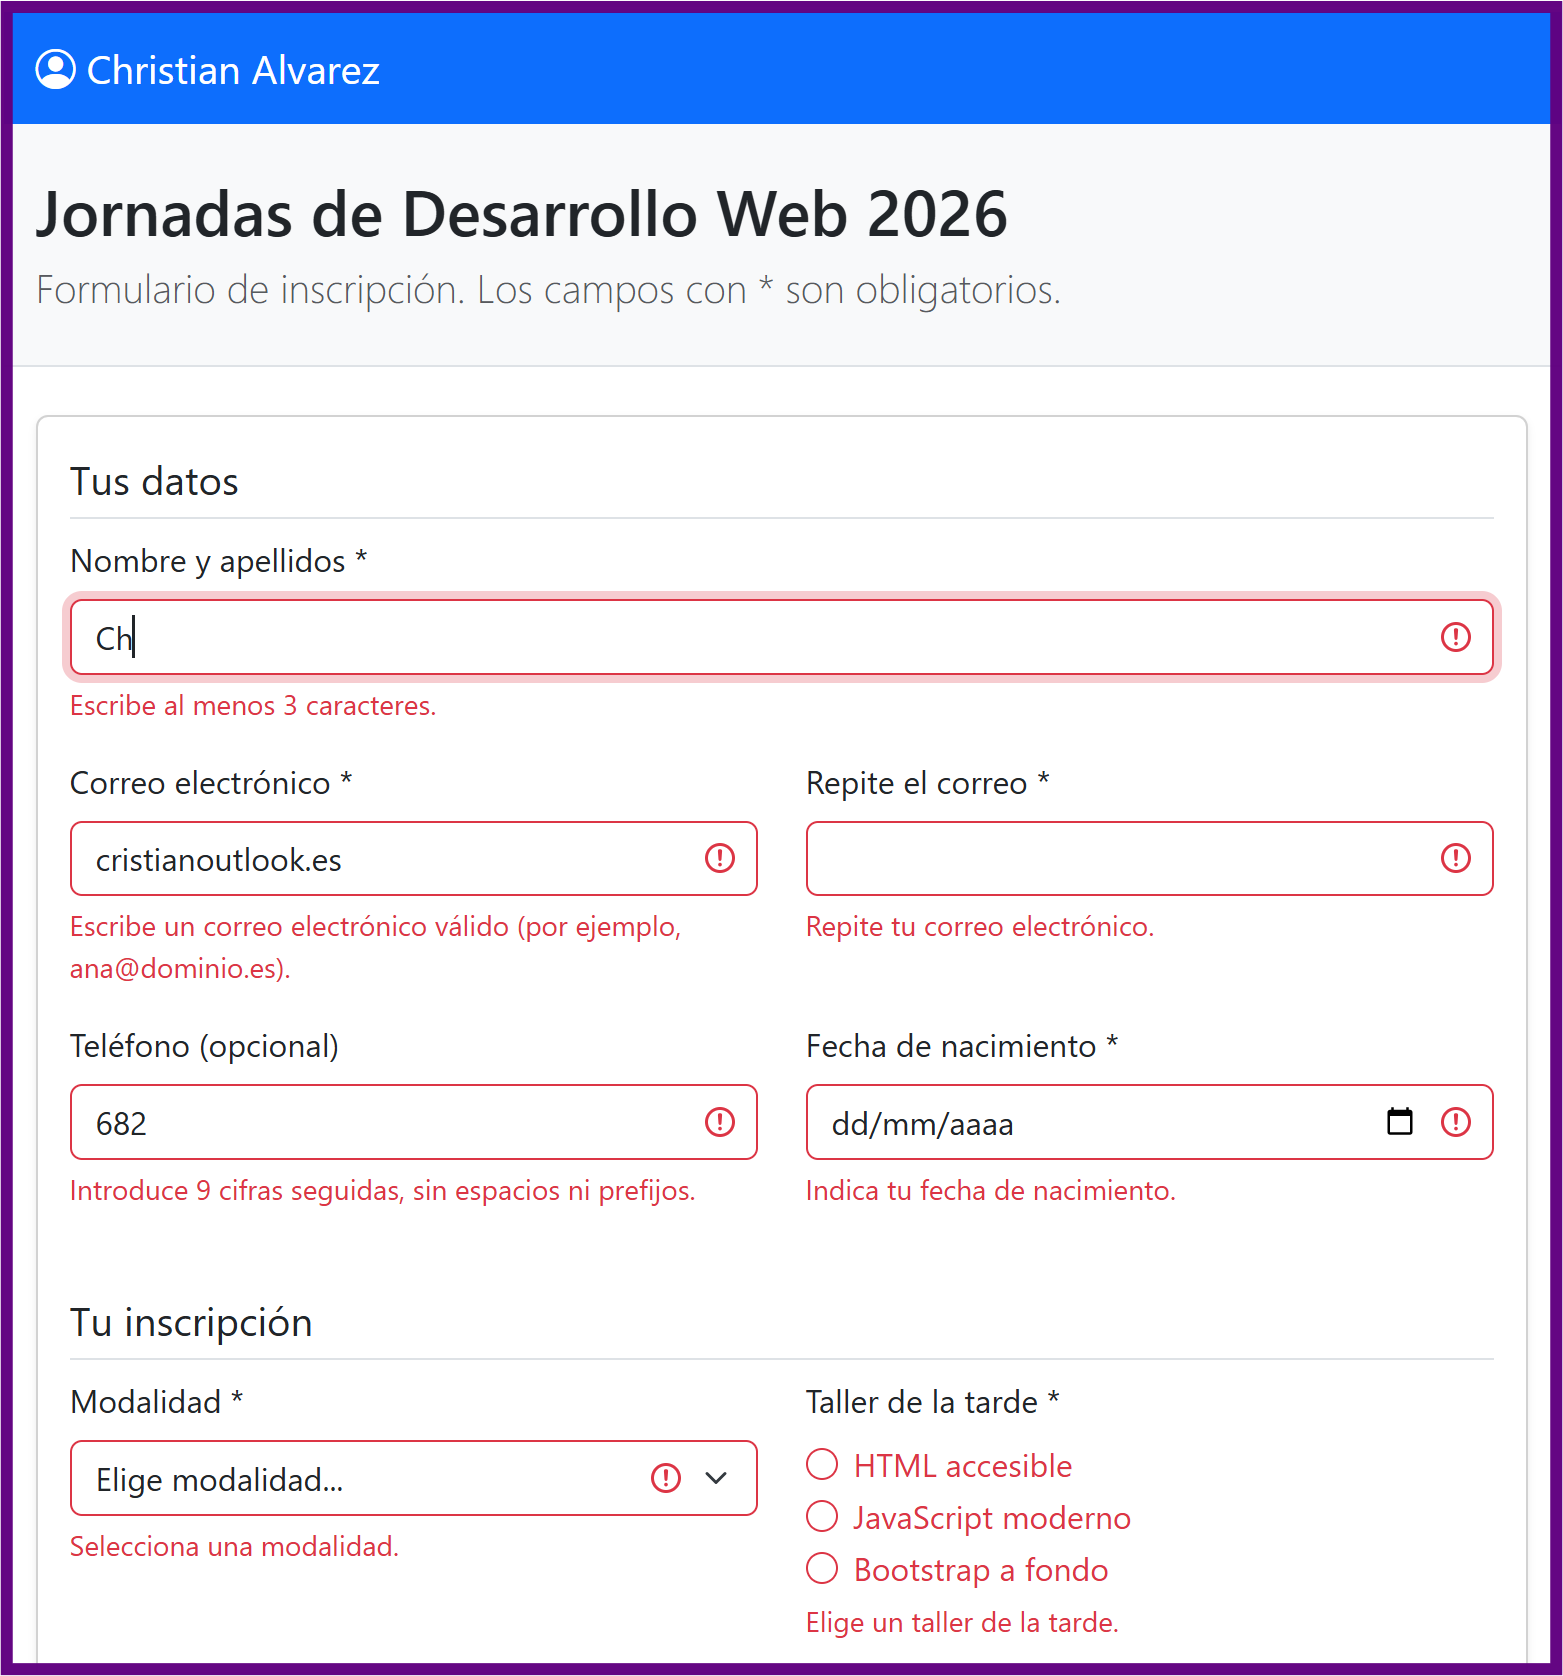 Christian Alvarez
Jornadas de Desarrollo Web 2026
Formulario de inscripción. Los campos con * son obligatorios.
Tus datos
Nombre y apellidos *
Ch
Escribe al menos 3 caracteres.
Correo electrónico *
cristianoutlook.es
Escribe un correo electrónico válido (por ejemplo,
ana@dominio.es).
Repite el correo *
Repite tu correo electrónico.
Teléfono (opcional)
682
Introduce 9 cifras seguidas, sin espacios ni prefijos.
Fecha de nacimiento *
dd/mm/aaaa
Indica tu fecha de nacimiento.
Tu inscripción
Modalidad *
Elige modalidad...
Selecciona una modalidad.
Taller de la tarde *
HTML accesible
JavaScript moderno
Bootstrap a fondo
Elige un taller de la tarde.